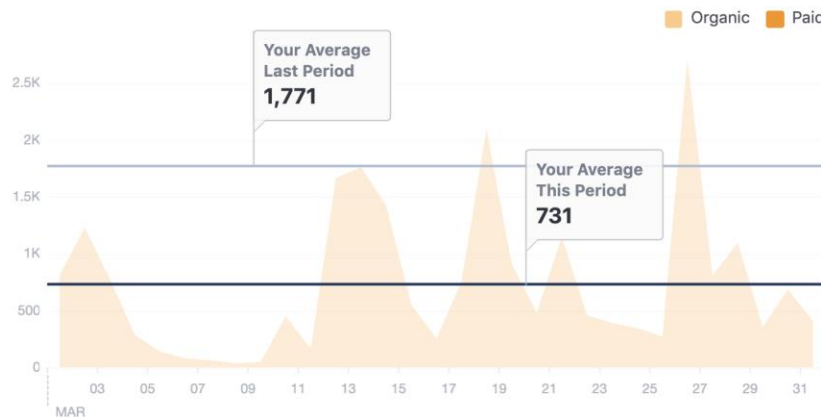 Organic Paid
Your Average
Last Period
1,771
2.5K
2K
Your Average
This Period
731
1.5K
1K
500
0
03 05 07 09 11 13 15 17 19 21 23 25 27 29 31
MAR